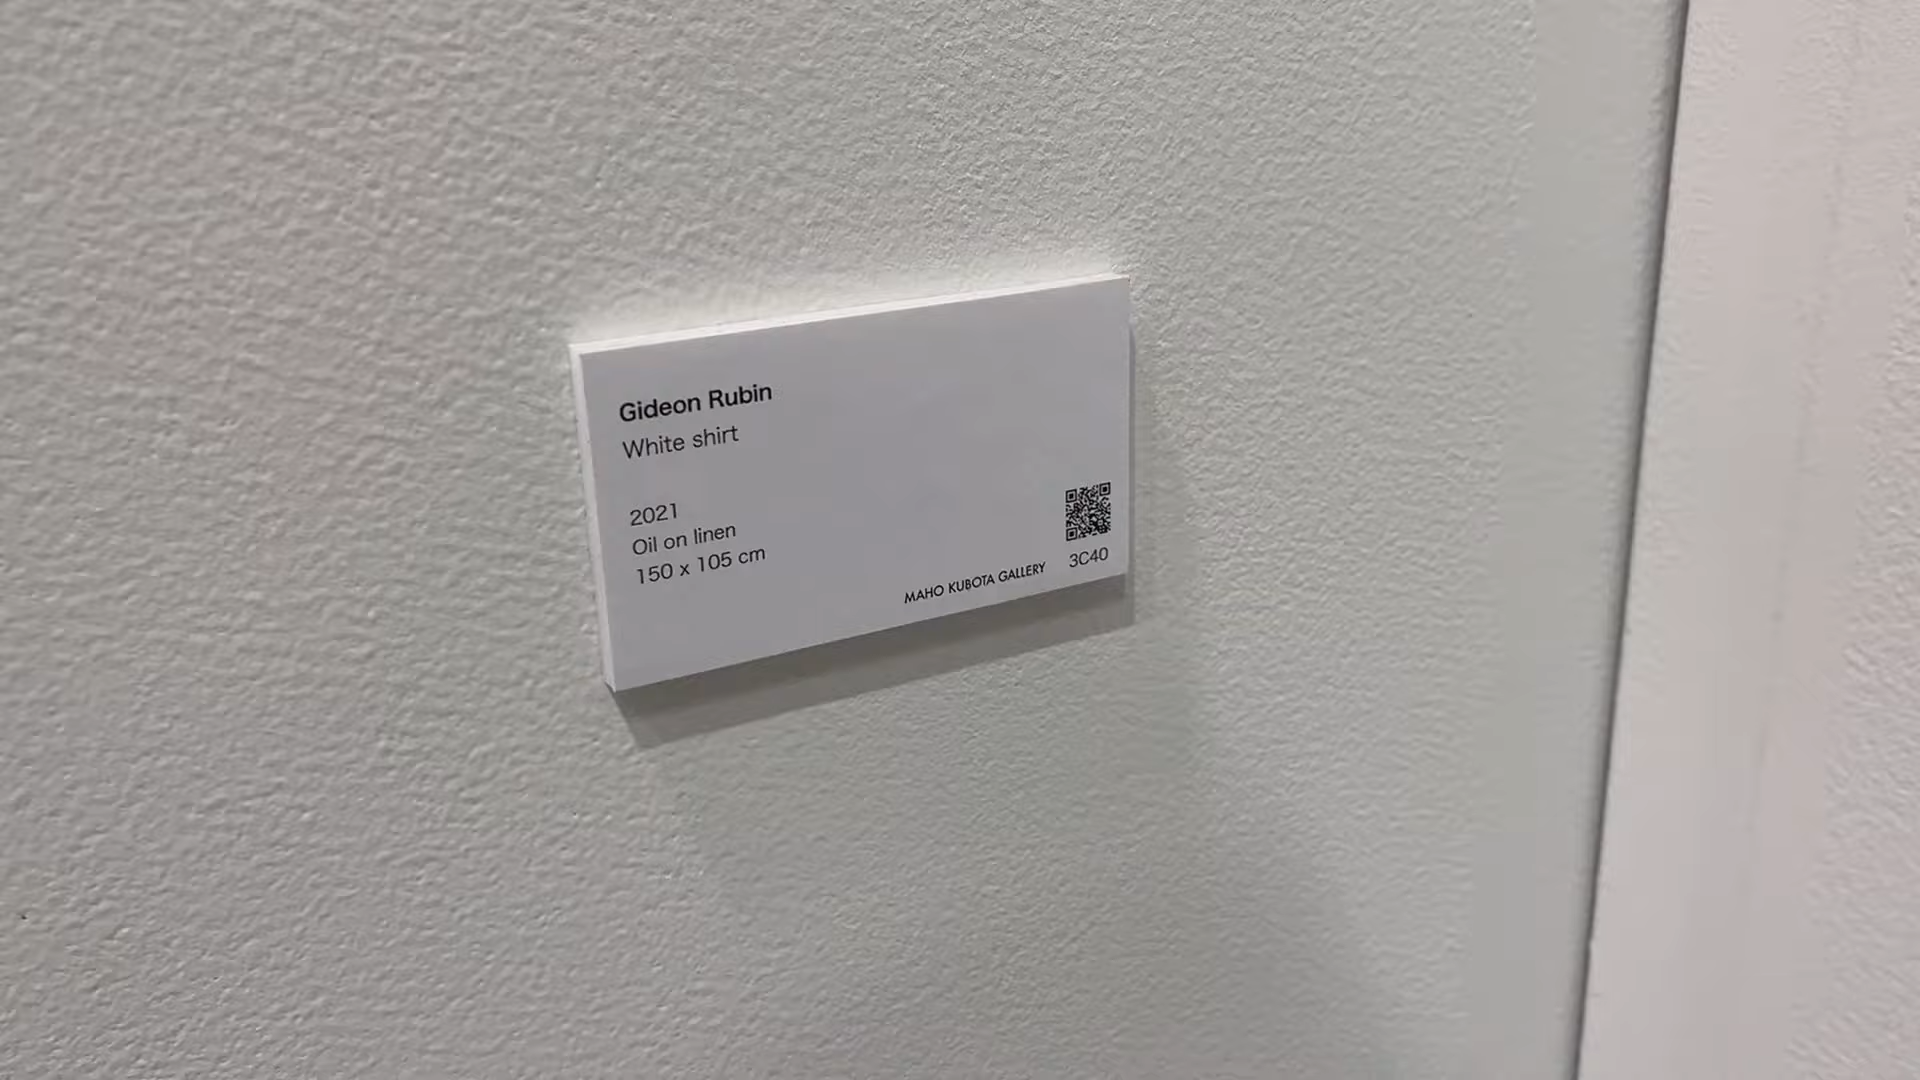 Gideon Rubin
White shirt
2021
Oil on linen
150 x 105 cm
MAHO KUBOTA GALLERY
3C40